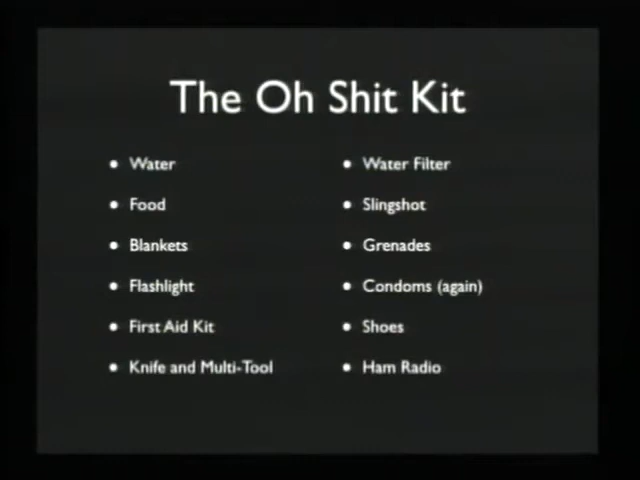 The Oh Shit Kit
• Water
• Food
• Blankets
• Flashlight
• First Aid Kit
• Knife and Multi-Tool
• Water Filter
• Slingshot
• Grenades
• Condoms (again)
• Shoes
• Ham Radio